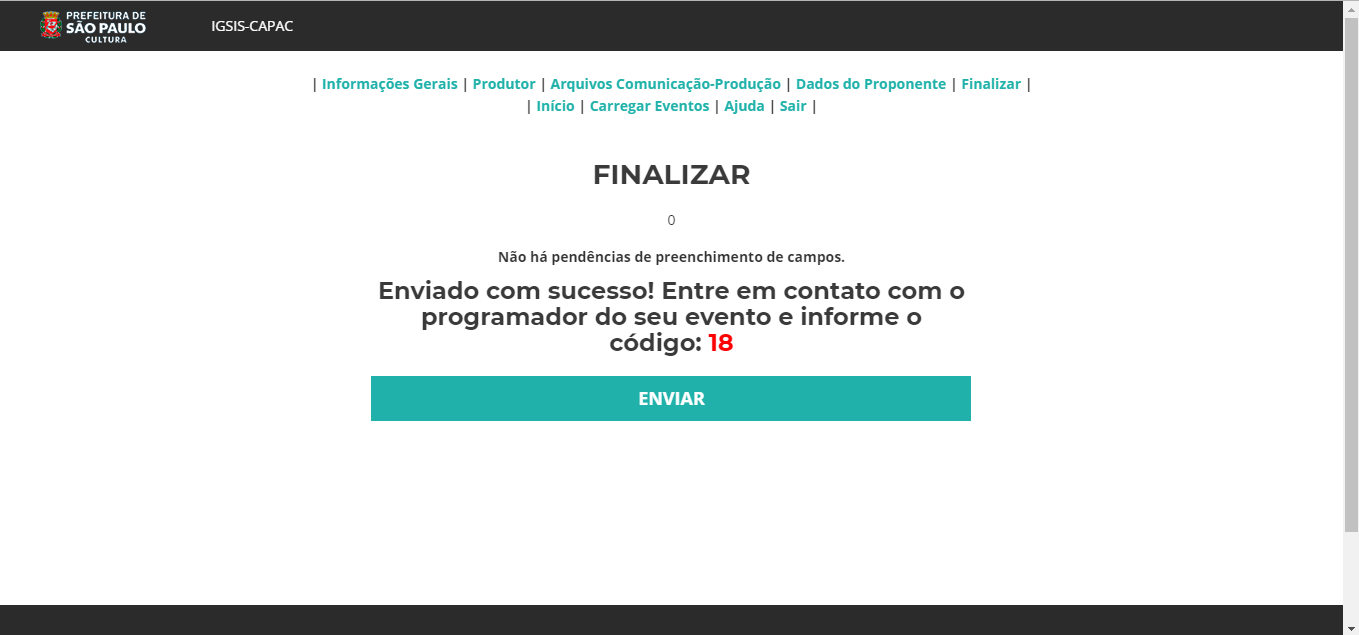 PREFEITURA DE
SÃO PAULO
CULTURA
IGSIS-CAPAC
| Informações Gerais | Produtor | Arquivos Comunicação-Produção | Dados do Proponente | Finalizar |
| Início | Carregar Eventos | Ajuda | Sair |
FINALIZAR
0
Não há pendências de preenchimento de campos.
Enviado com sucesso! Entre em contato com o
programador do seu evento e informe o
código: 18
ENVIAR